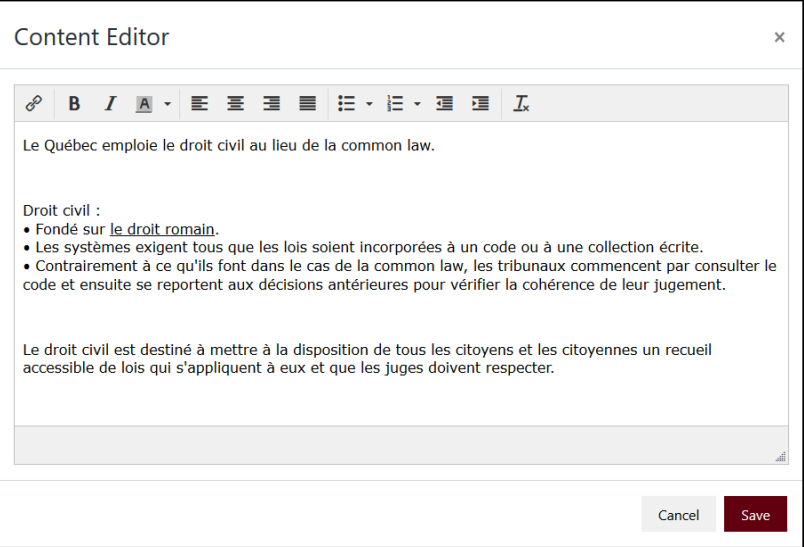 Content Editor
×
B I A
Le Québec emploie le droit civil au lieu de la common law.
Droit civil :
• Fondé sur le droit romain.
• Les systèmes exigent tous que les lois soient incorporées à un code ou à une collection écrite.
• Contrairement à ce qu'ils font dans le cas de la common law, les tribunaux commencent par consulter le
code et ensuite se reportent aux décisions antérieures pour vérifier la cohérence de leur jugement.
Le droit civil est destiné à mettre à la disposition de tous les citoyens et les citoyennes un recueil
accessible de lois qui s'appliquent à eux et que les juges doivent respecter.
Cancel Save